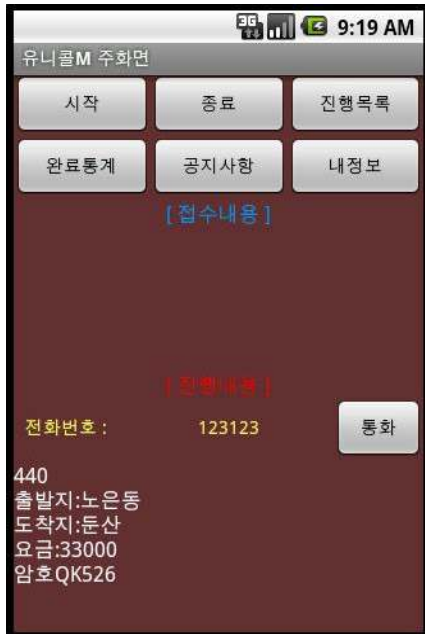 3G 9:19 AM
유니콜M 주화면
시작 종료 진행목록
완료통계 공지사항 내정보
[ 접수내용 ]
[ 진행내용 ]
전화번호 : 123123 통화
440
출발지:노은동
도착지:둔산
요금:33000
암호QK526